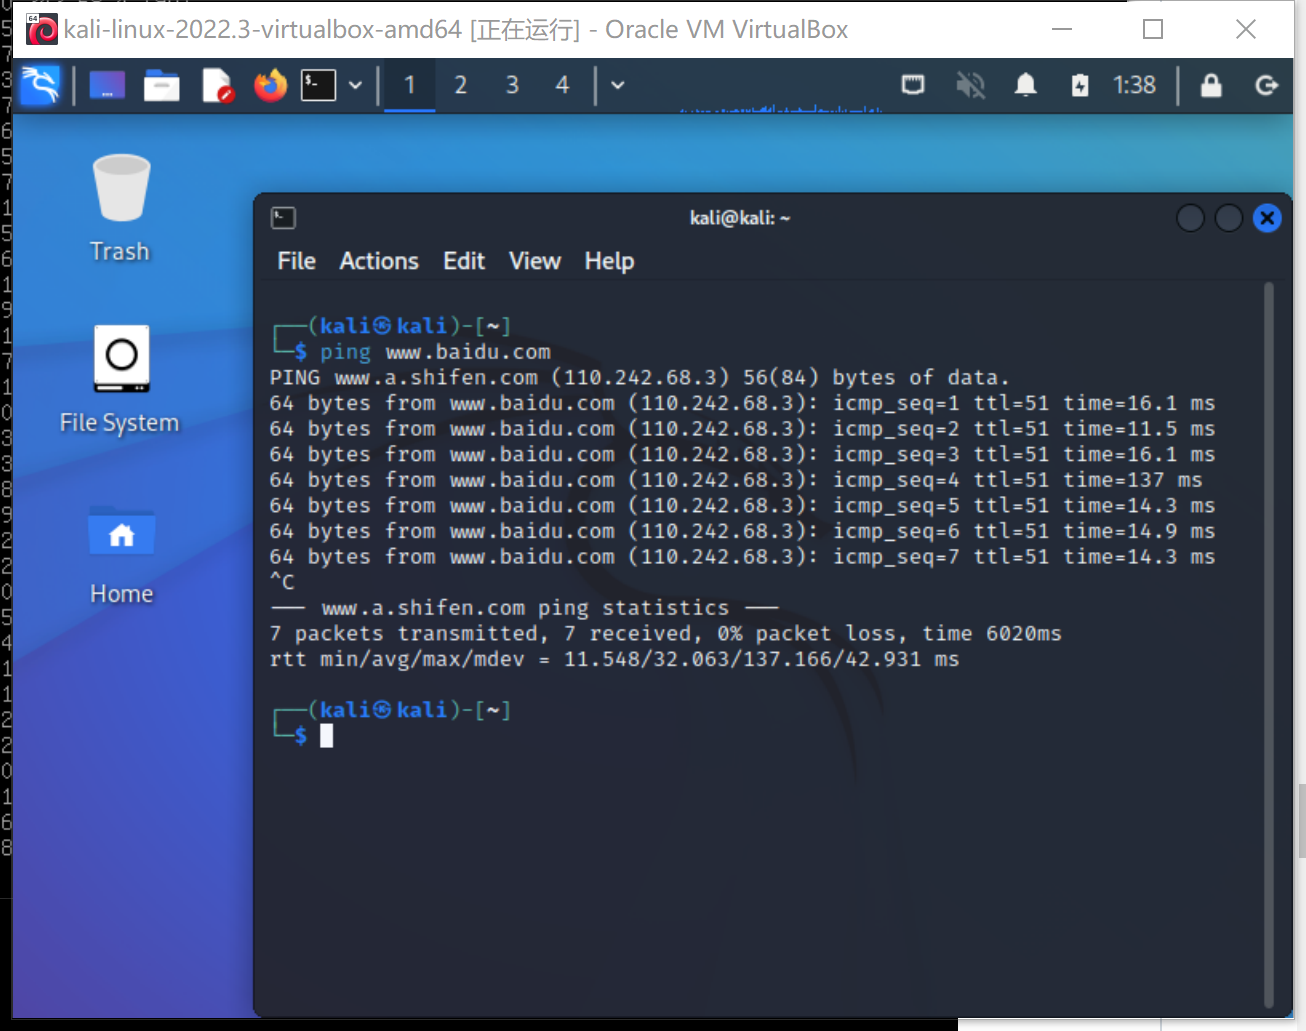 kali-linux-2022.3-virtualbox-amd64 [正在运行] - Oracle VM VirtualBox
1 2 3 4 1:38
Trash
File System
Home
kali@kali: ~
File Actions Edit View Help
┌──(kali㉿kali)-[~]
└─$ ping www.baidu.com
PING www.a.shifen.com (110.242.68.3) 56(84) bytes of data.
64 bytes from www.baidu.com (110.242.68.3): icmp_seq=1 ttl=51 time=16.1 ms
64 bytes from www.baidu.com (110.242.68.3): icmp_seq=2 ttl=51 time=11.5 ms
64 bytes from www.baidu.com (110.242.68.3): icmp_seq=3 ttl=51 time=16.1 ms
64 bytes from www.baidu.com (110.242.68.3): icmp_seq=4 ttl=51 time=137 ms
64 bytes from www.baidu.com (110.242.68.3): icmp_seq=5 ttl=51 time=14.3 ms
64 bytes from www.baidu.com (110.242.68.3): icmp_seq=6 ttl=51 time=14.9 ms
64 bytes from www.baidu.com (110.242.68.3): icmp_seq=7 ttl=51 time=14.3 ms
^C
--- www.a.shifen.com ping statistics ---
7 packets transmitted, 7 received, 0% packet loss, time 6020ms
rtt min/avg/max/mdev = 11.548/32.063/137.166/42.931 ms
┌──(kali㉿kali)-[~]
└─$